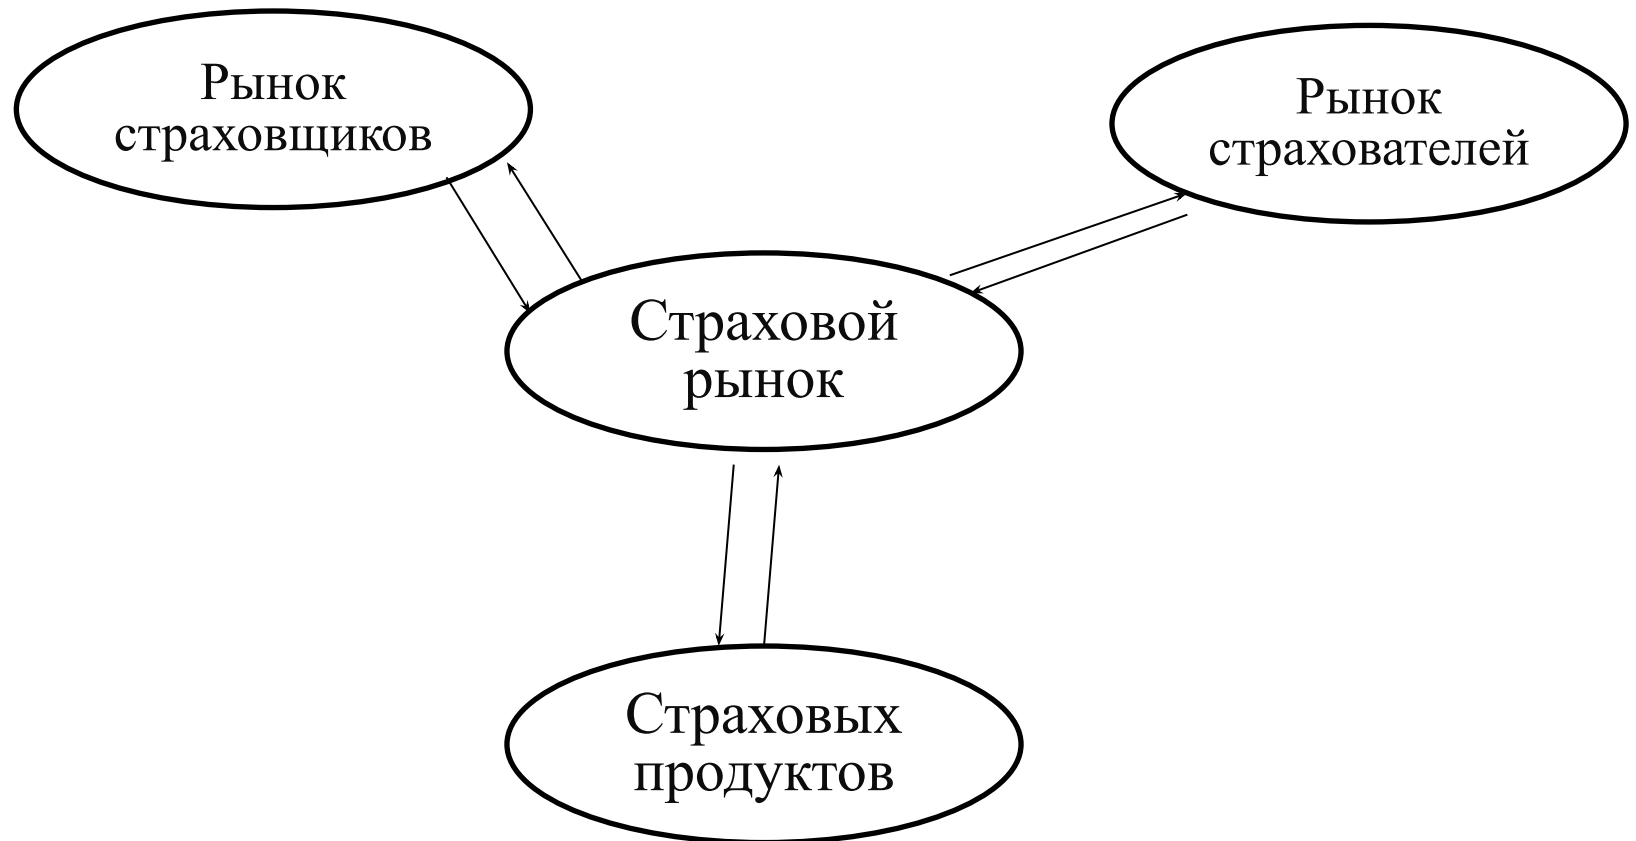 Рынок
страховщиков
Рынок
страхователей
Страховой
рынок
Страховых
продуктов